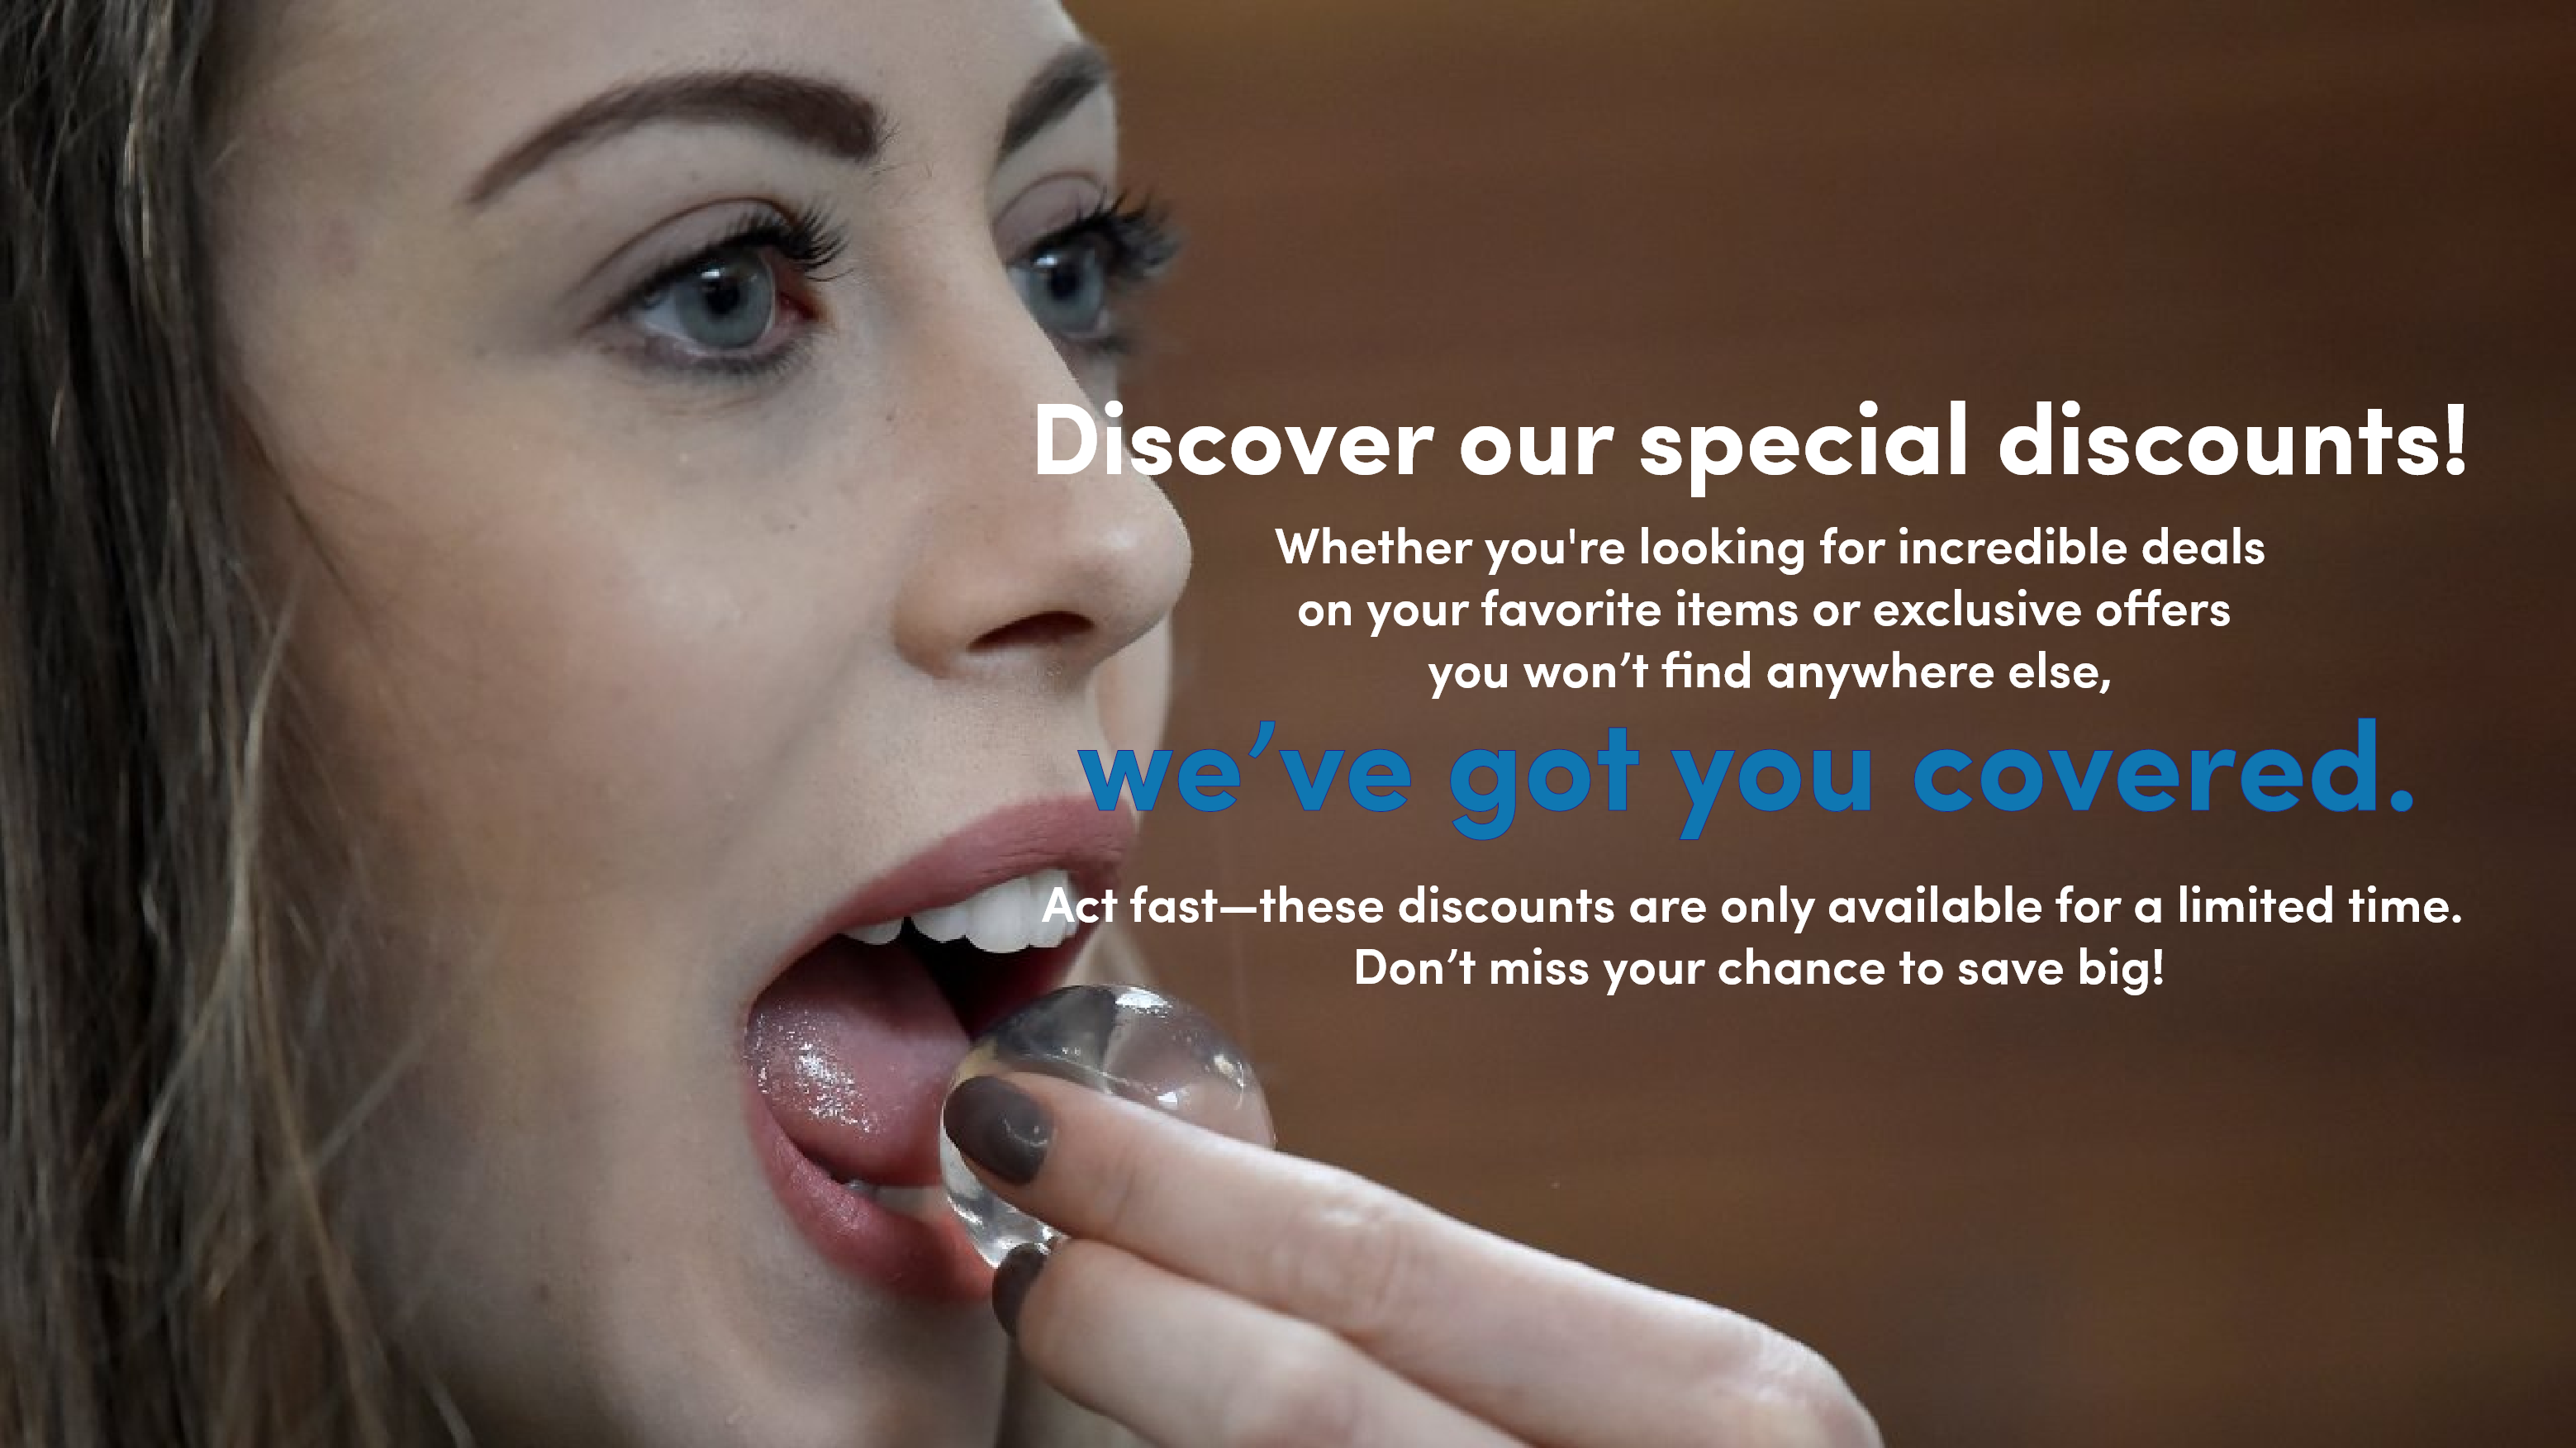 Discover our special discounts!
Whether you're looking for incredible deals
on your favorite items or exclusive offers
you won’t find anywhere else,
we’ve got you covered.
Act fast—these discounts are only available for a limited time.
Don’t miss your chance to save big!